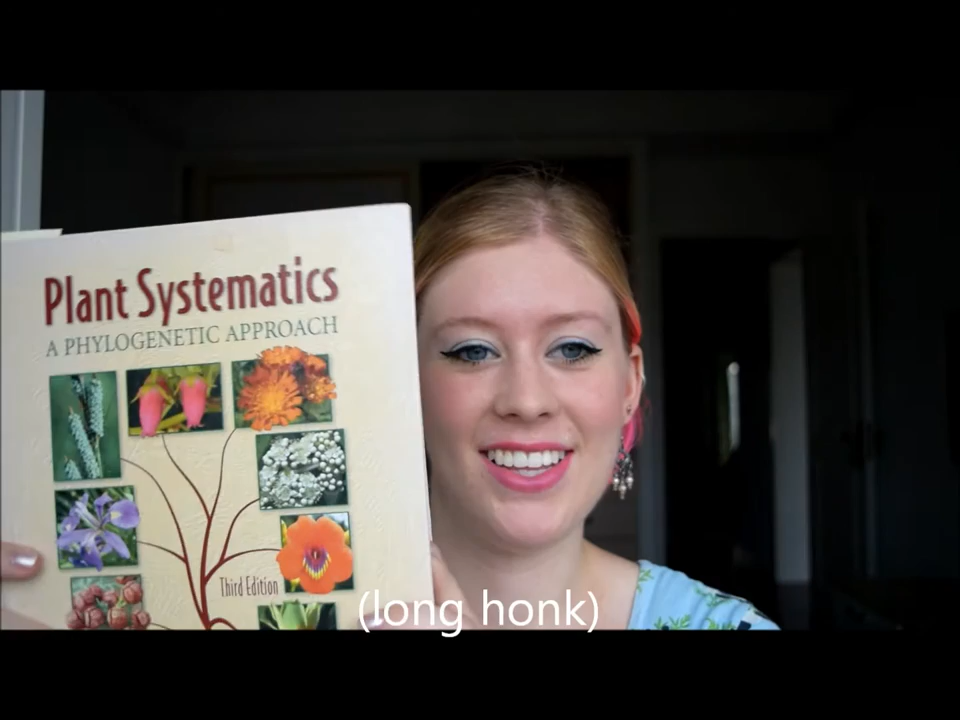 Plant Systematics
A PHYLOGENETIC APPROACH
Third Edition
(long honk)